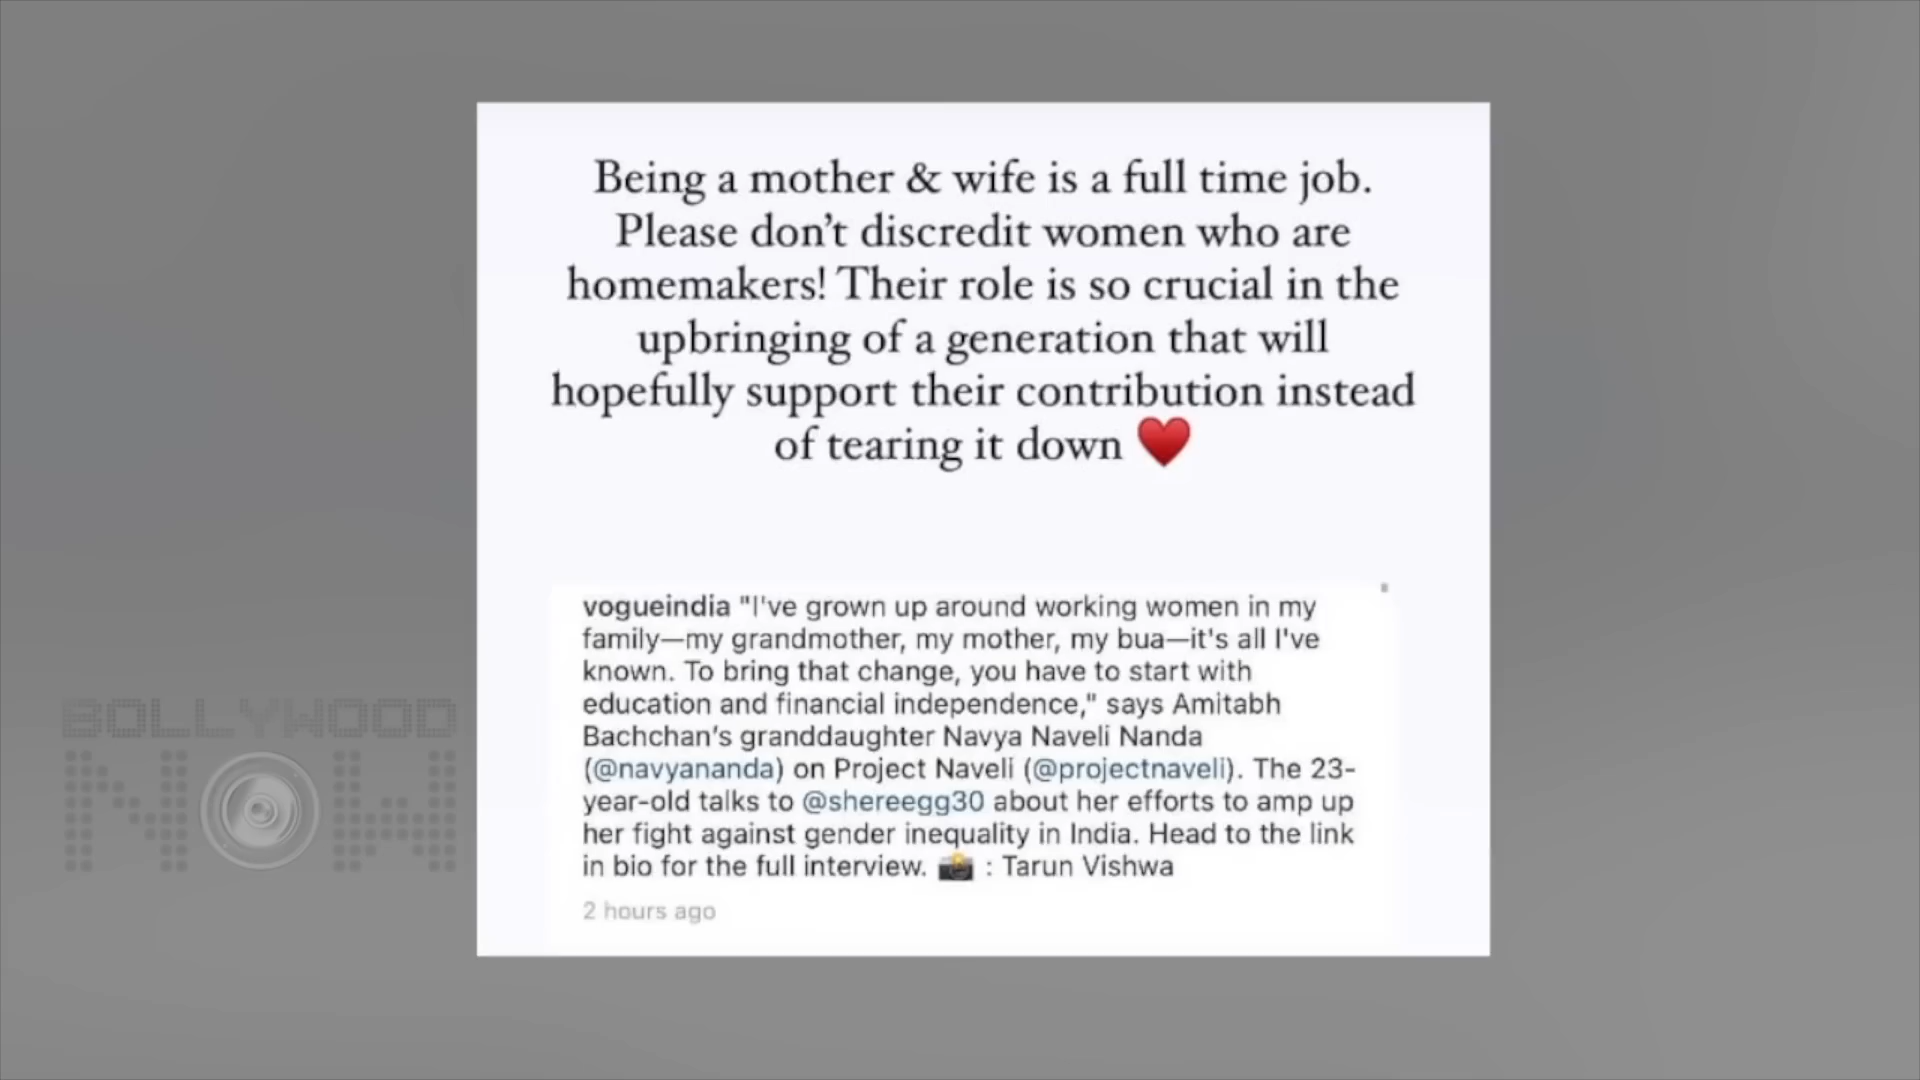 Being a mother & wife is a full time job.
Please don’t discredit women who are
homemakers! Their role is so crucial in the
upbringing of a generation that will
hopefully support their contribution instead
of tearing it down ♥️
vogueindia "I've grown up around working women in my
family—my grandmother, my mother, my bua—it's all I've
known. To bring that change, you have to start with
education and financial independence," says Amitabh
Bachchan’s granddaughter Navya Naveli Nanda
(@navyananda) on Project Naveli (@projectnaveli). The 23-
year-old talks to @shereegg30 about her efforts to amp up
her fight against gender inequality in India. Head to the link
in bio for the full interview. 📸 : Tarun Vishwa
2 hours ago
BOLLYWOOD
NOW